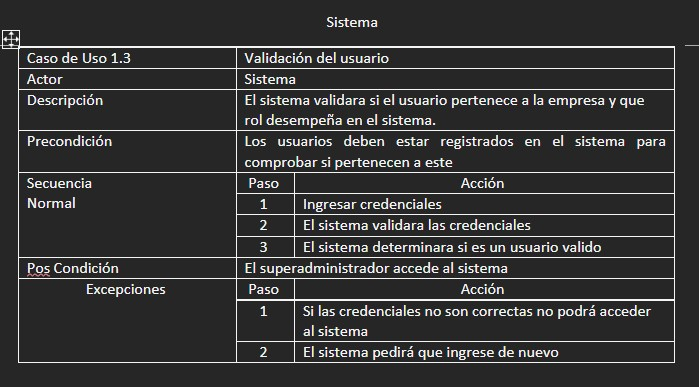 Sistema
Caso de Uso 1.3 Validación del usuario
Actor Sistema
Descripción El sistema validara si el usuario pertenece a la empresa y que
rol desempeña en el sistema.
Precondición Los usuarios deben estar registrados en el sistema para
comprobar si pertenecen a este
Secuencia Paso Acción
Normal 1 Ingresar credenciales
2 El sistema validara las credenciales
3 El sistema determinara si es un usuario valido
Pos Condición El superadministrador accede al sistema
Excepciones Paso Acción
1 Si las credenciales no son correctas no podrá acceder
al sistema
2 El sistema pedirá que ingrese de nuevo